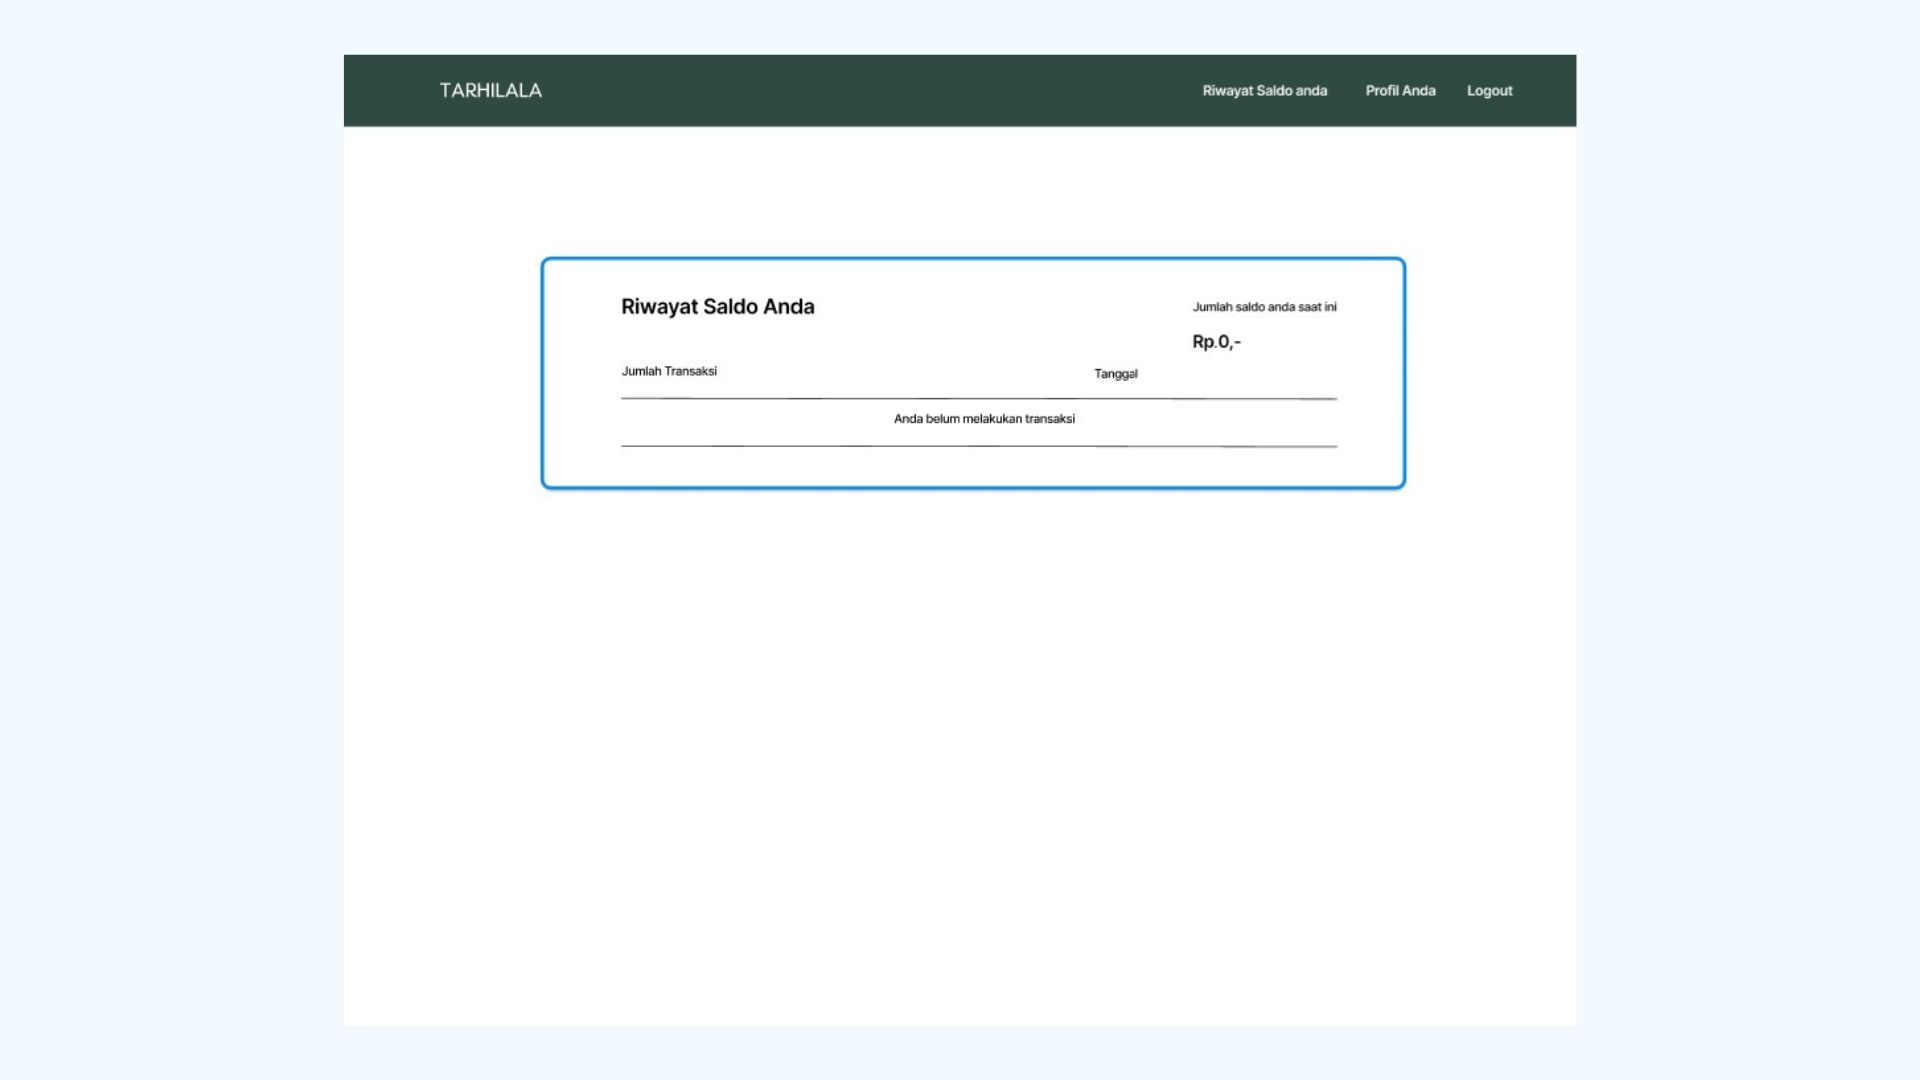 TARHILALA
Riwayat Saldo anda
Profil Anda
Logout
Riwayat Saldo Anda
Jumlah saldo anda saat ini
Rp.0,-
Jumlah Transaksi
Tanggal
Anda belum melakukan transaksi